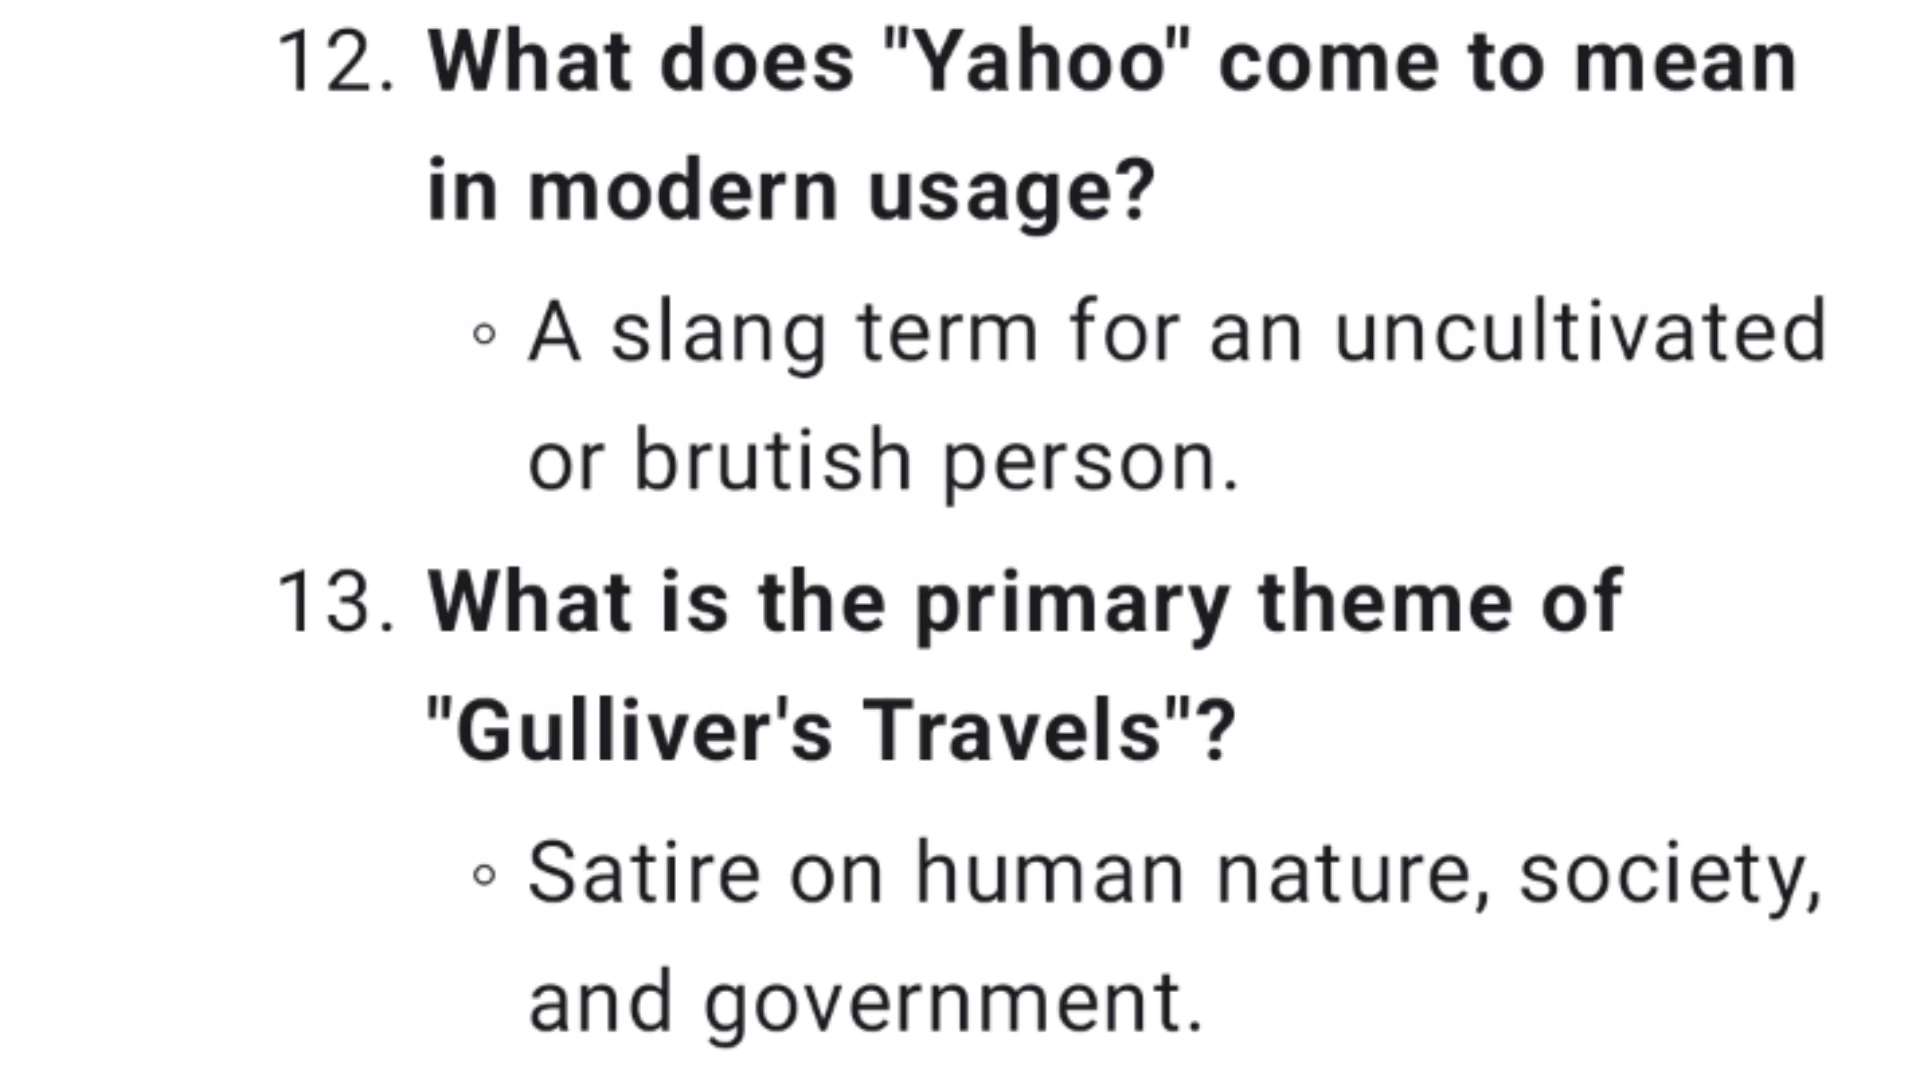 12. What does "Yahoo" come to mean
in modern usage?
◦ A slang term for an uncultivated
or brutish person.
13. What is the primary theme of
"Gulliver's Travels"?
◦ Satire on human nature, society,
and government.